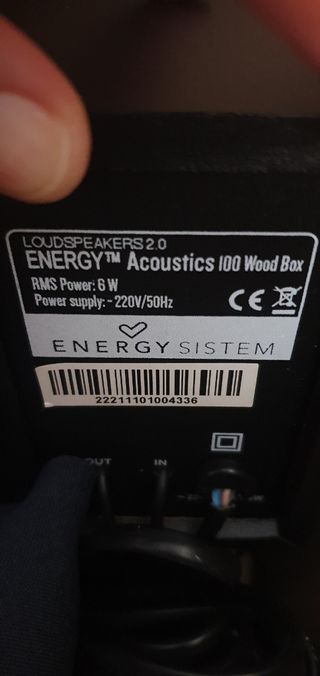 LOUDSPEAKERS 2.0
ENERGY™ Acoustics 100 Wood Box
RMS Power: 6 W
Power supply: ~ 220V/50Hz
CE
ENERGY SISTEM
22211101004336
OUT IN